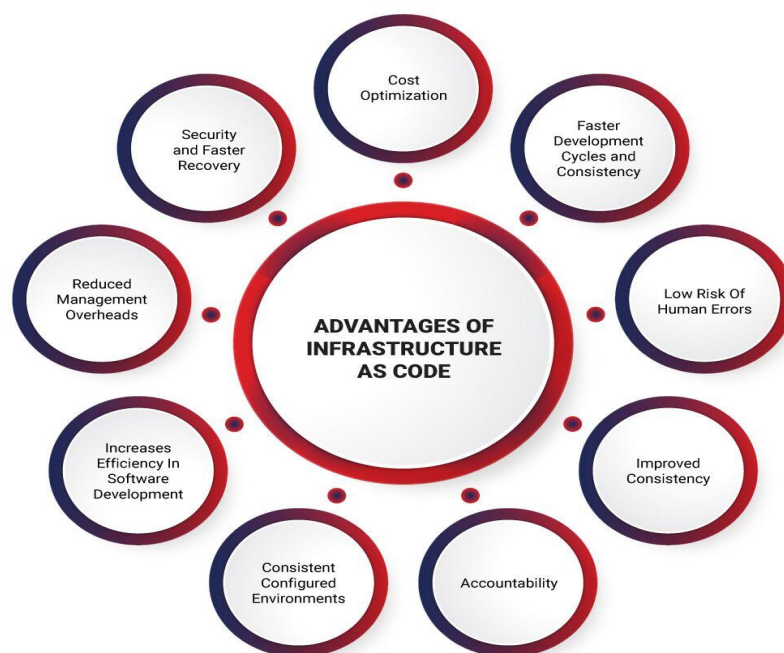 Cost
Optimization
Faster
Development
Cycles and
Consistency
Low Risk Of
Human Errors
Improved
Consistency
Accountability
Consistent
Configured
Environments
Increases
Efficiency In
Software
Development
Reduced
Management
Overheads
Security
and Faster
Recovery
ADVANTAGES OF
INFRASTRUCTURE
AS CODE